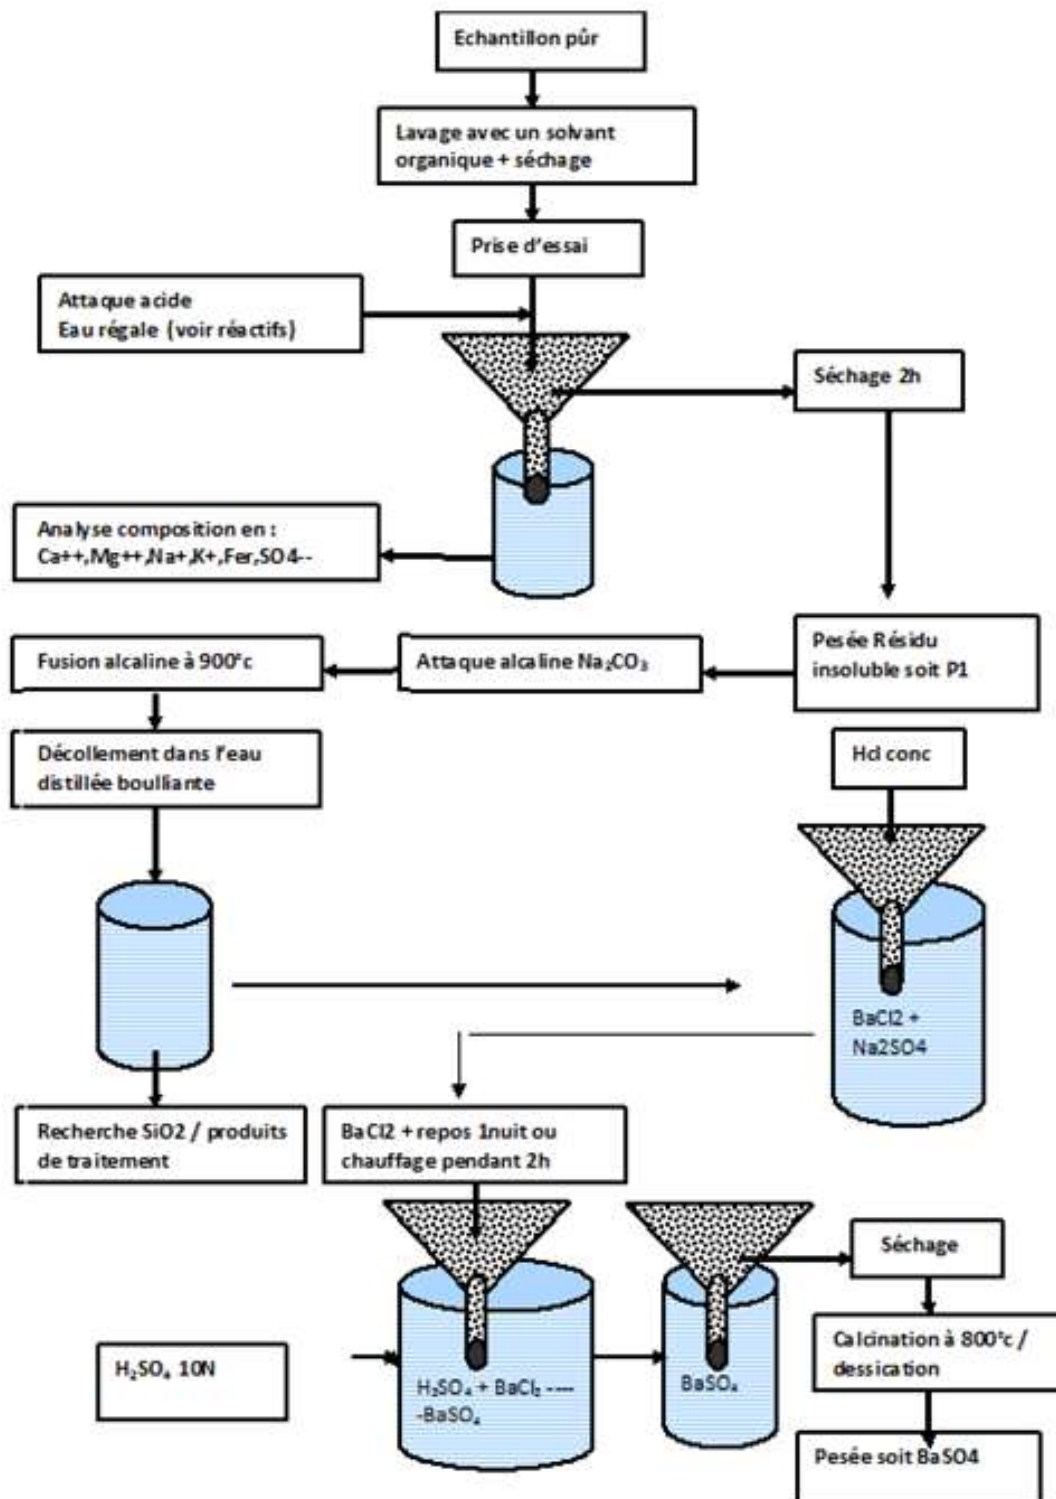 Echantillon pûr
Lavage avec un solvant
organique + séchage
Prise d'essai
Attaque acide
Eau régale (voir réactifs)
Séchage 2h
Analyse composition en :
Ca++,Mg++,Na+,K+,Fer,SO4--
Pesée Résidu
insoluble soit P1
Attaque alcaline Na₂CO₃
Fusion alcaline à 900°c
Décollement dans l'eau
distillée boulliante
Hcl conc
BaCl2 +
Na2SO4
Recherche SiO2 / produits
de traitement
BaCl2 + repos 1nuit ou
chauffage pendant 2h
H₂SO₄ 10N
H₂SO₄ + BaCl₂ ----
-BaSO₄
BaSO₄
Séchage
Calcination à 800°c /
dessication
Pesée soit BaSO4